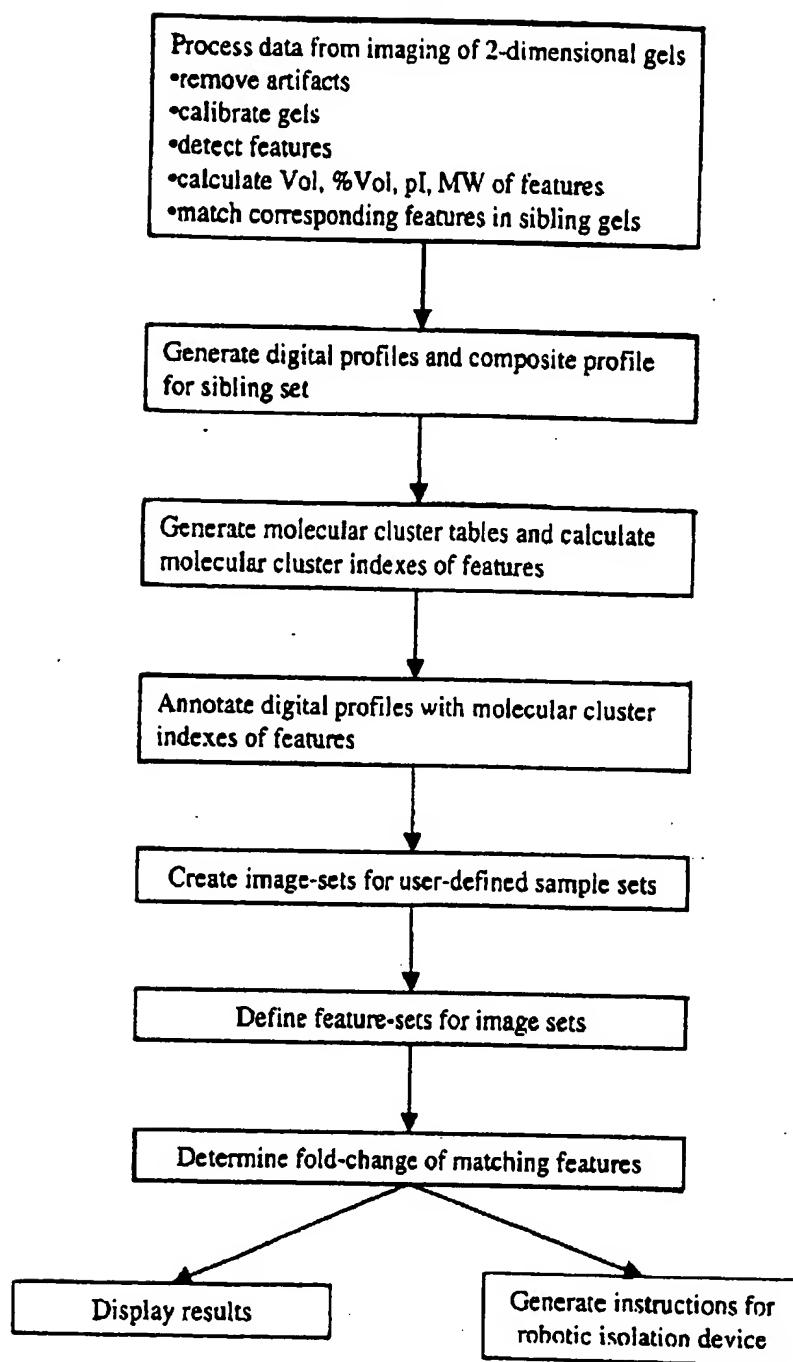 Process data from imaging of 2-dimensional gels
•remove artifacts
•calibrate gels
•detect features
•calculate Vol, %Vol, pI, MW of features
•match corresponding features in sibling gels
Generate digital profiles and composite profile
for sibling set
Generate molecular cluster tables and calculate
molecular cluster indexes of features
Annotate digital profiles with molecular cluster
indexes of features
Create image-sets for user-defined sample sets
Define feature-sets for image sets
Determine fold-change of matching features
Display results
Generate instructions for
robotic isolation device